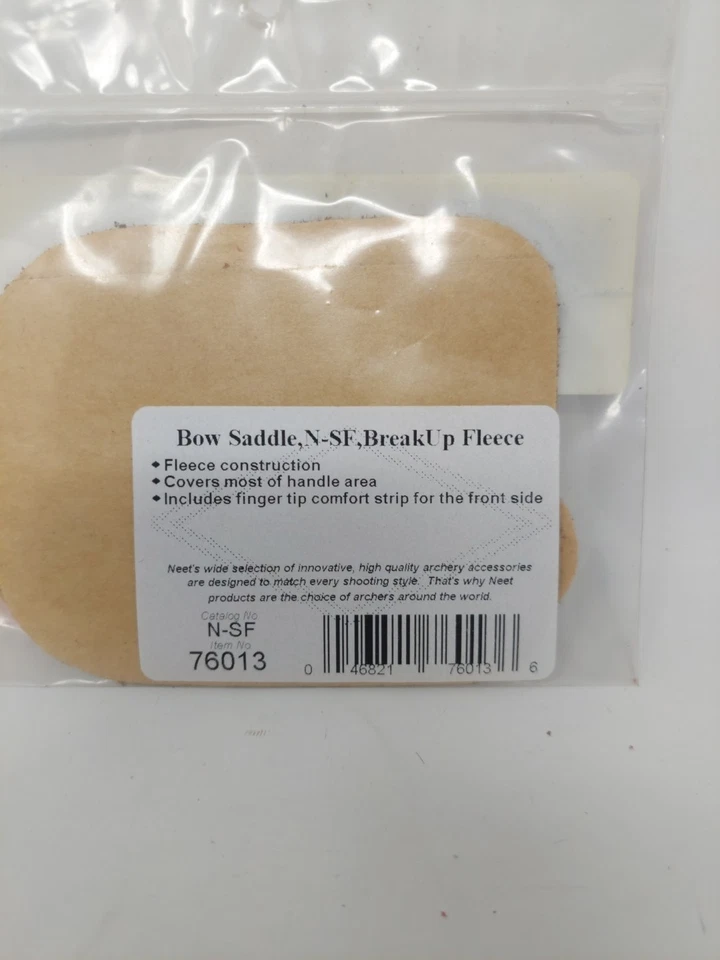 Bow Saddle,N-SF,BreakUp Fleece
◆ Fleece construction
◆ Covers most of handle area
◆ Includes finger tip comfort strip for the front side
Neet's wide selection of innovative, high quality archery accessories
are designed to match every shooting style. That's why Neet
products are the choice of archers around the world.
Catalog No
N-SF
Item No
76013
0 46821 76013 6